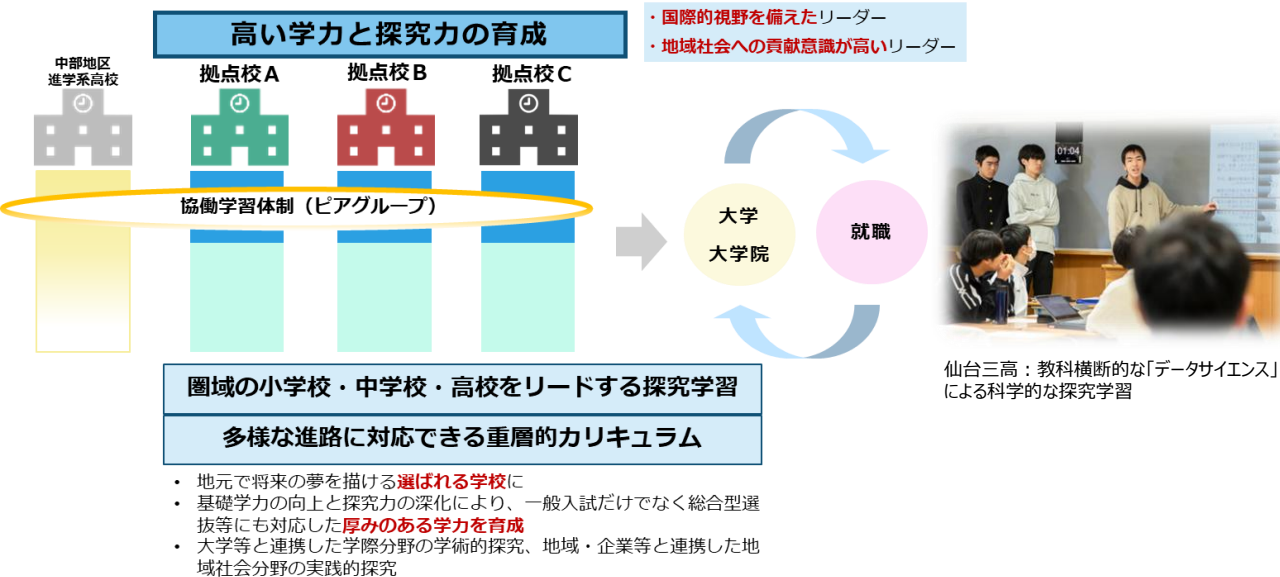 高い学力と探究力の育成
・国際的視野を備えたリーダー
・地域社会への貢献意識が高いリーダー
中部地区
進学系高校
拠点校A
拠点校B
拠点校C
協働学習体制（ピアグループ）
大学
大学院
就職
01:04
仙台三高：教科横断的な「データサイエンス」
による科学的な探究学習
圏域の小学校・中学校・高校をリードする探究学習
多様な進路に対応できる重層的カリキュラム
• 地元で将来の夢を描ける選ばれる学校に
• 基礎学力の向上と探究力の深化により、一般入試だけでなく総合型選
抜等にも対応した厚みのある学力を育成
• 大学等と連携した学際分野の学術的探究、地域・企業等と連携した地
域社会分野の実践的探究